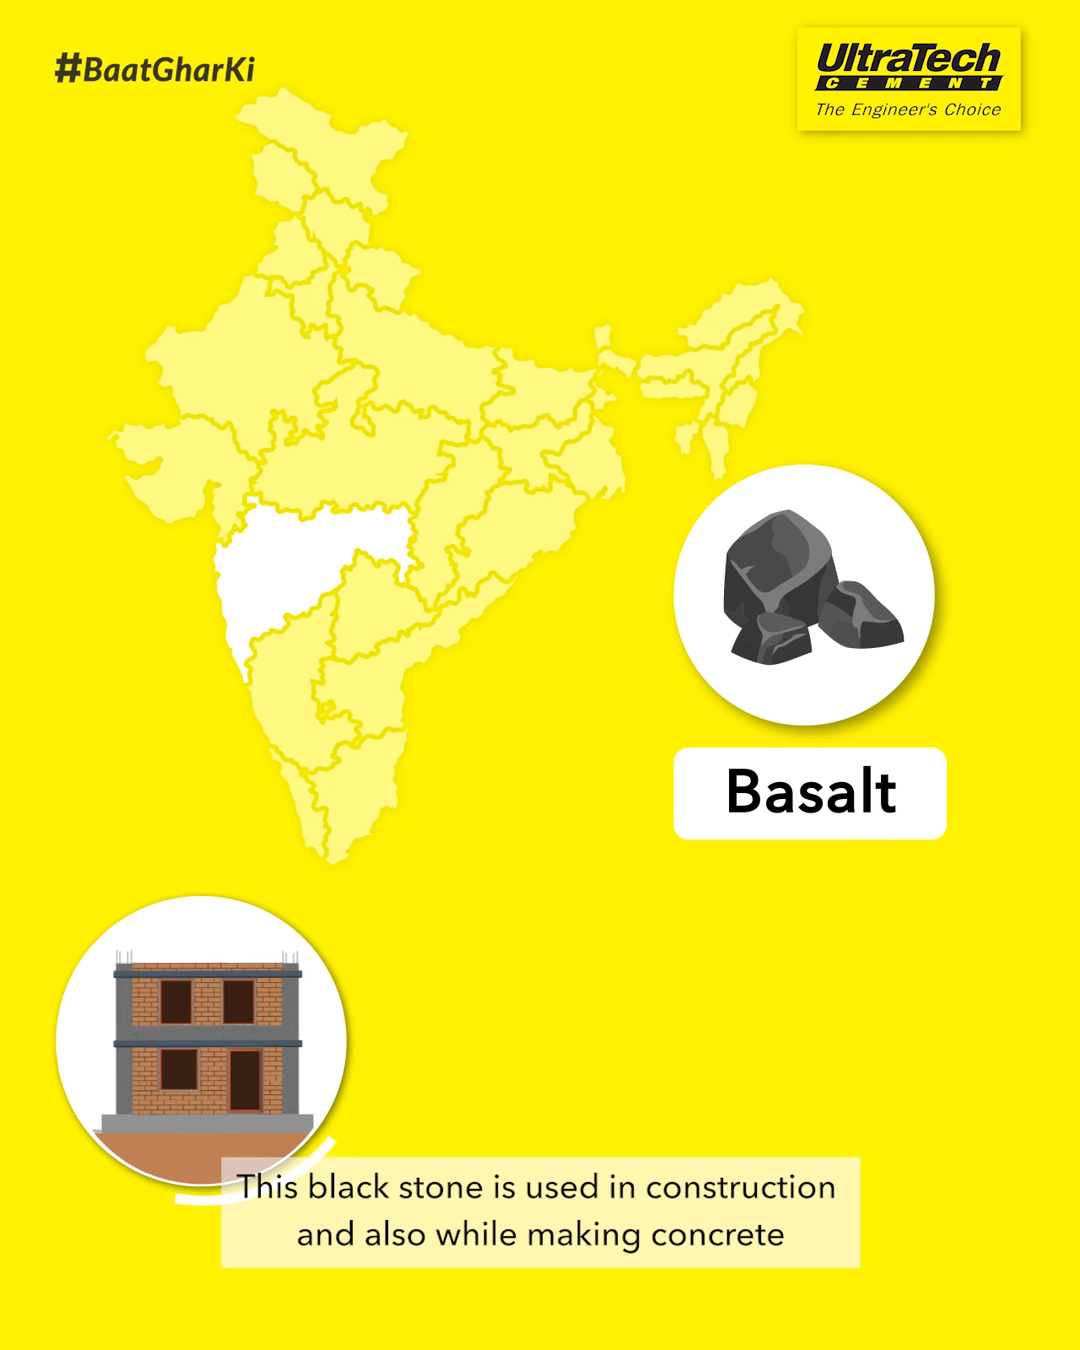 #BaatGharKi
UltraTech
CEMENT
The Engineer's Choice
Basalt
This black stone is used in construction
and also while making concrete